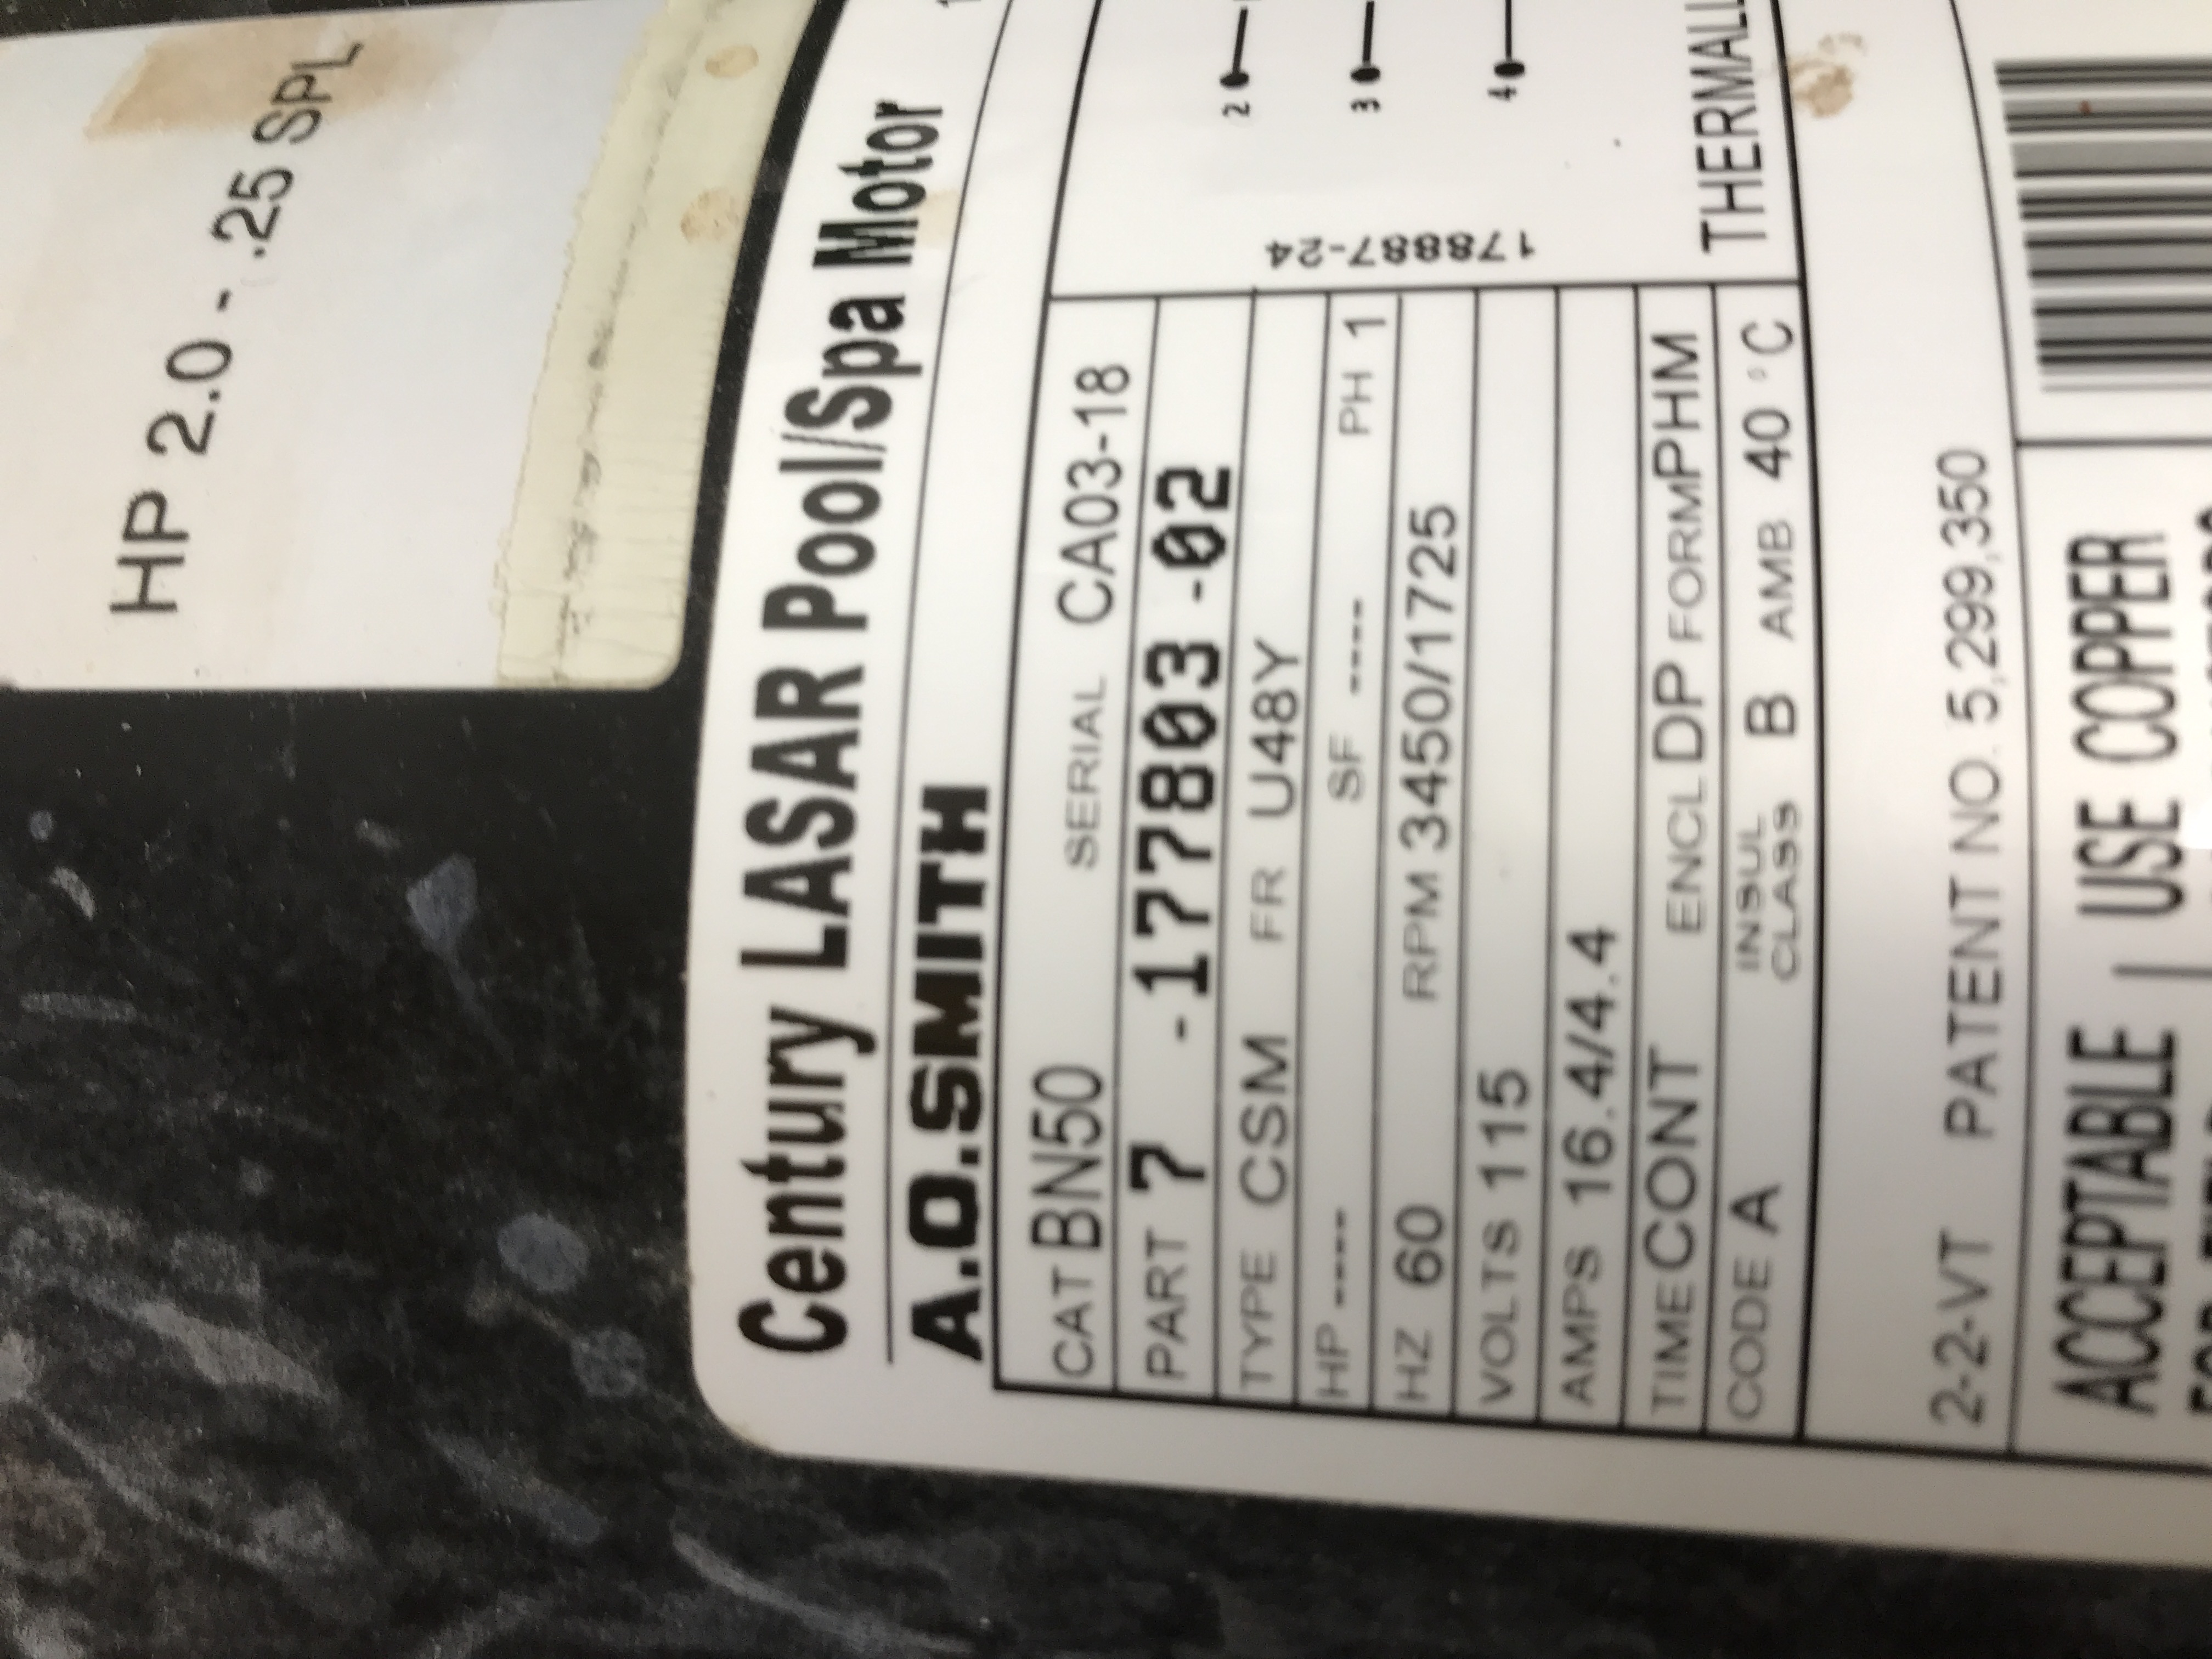 HP 2.0 - .25 SPL
Century LASAR Pool/Spa Motor
A.O.SMITH
CAT BN50 SERIAL CA03-18
PART 7 -177803 -02
TYPE CSM FR U48Y
HP ---- SF ---- PH 1
HZ 60 RPM 3450/1725
VOLTS 115
AMPS 16.4/4.4
TIME CONT ENCL DP FORM PHM
CODE A INSUL CLASS B AMB 40 °C
178887-24
2
3
4
2-2-VT PATENT NO. 5,299,350
ACCEPTABLE | USE COPPER